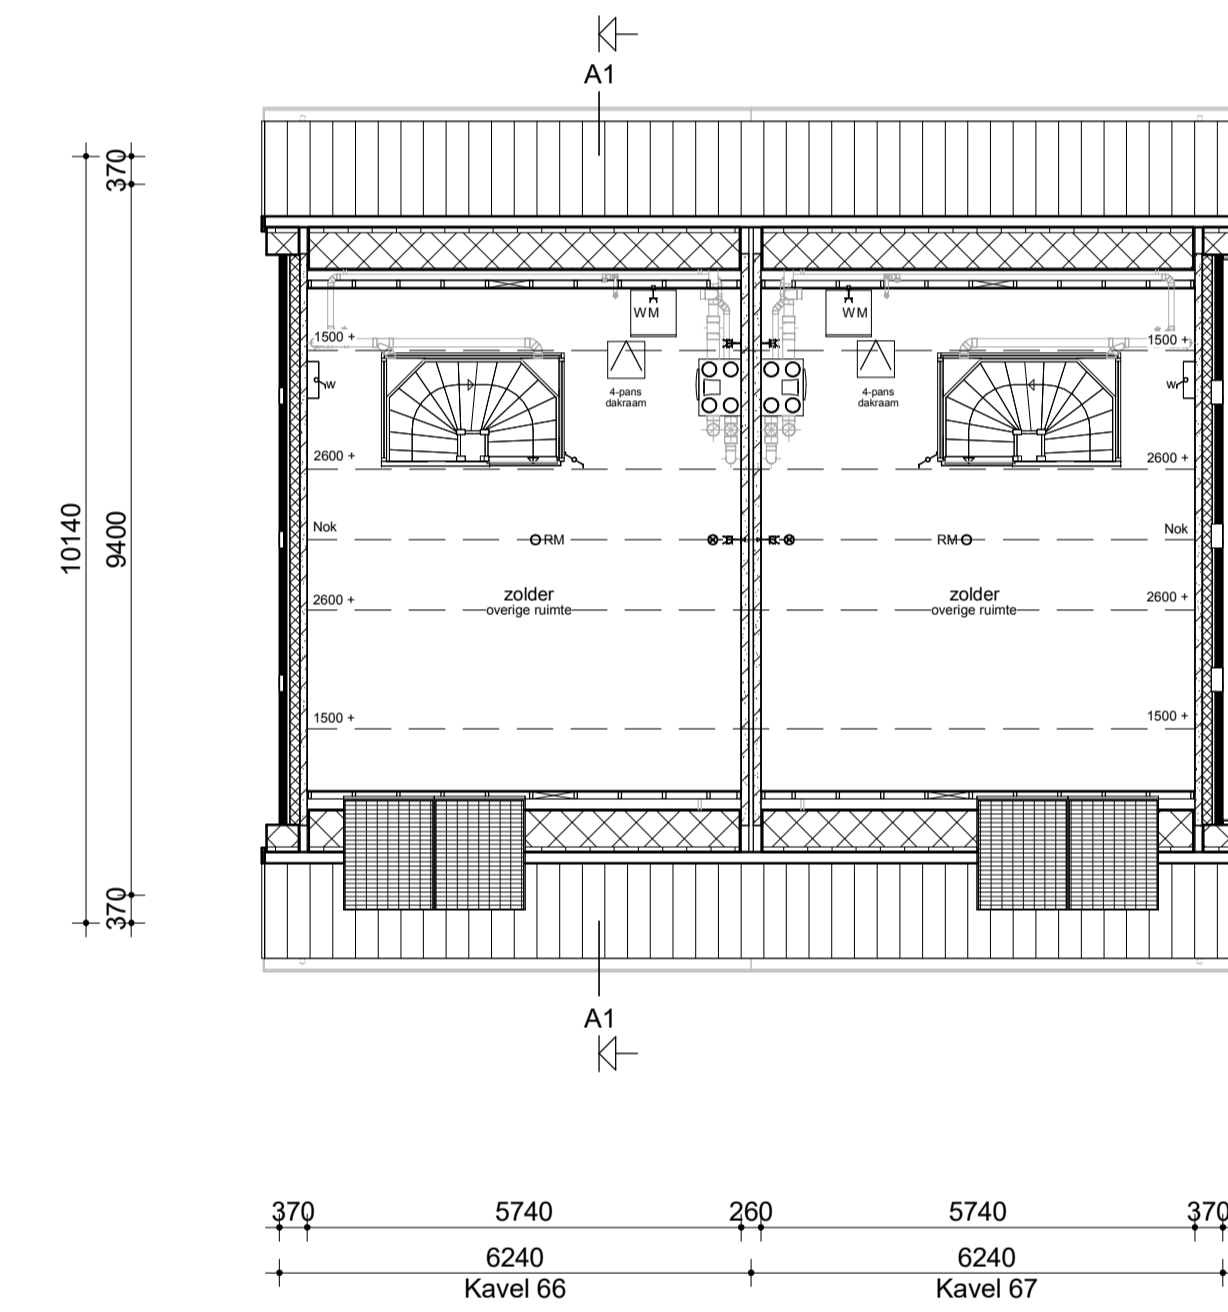 A1
370
10140
9400
370
WM
WM
1500 +
1500 +
w
w
4-pans
dakraam
4-pans
dakraam
2600 +
2600 +
Nok
RM
RM
Nok
2600 +
2600 +
zolder
overige ruimte
zolder
overige ruimte
1500 +
1500 +
A1
370 5740 260 5740 370
6240 6240
Kavel 66 Kavel 67